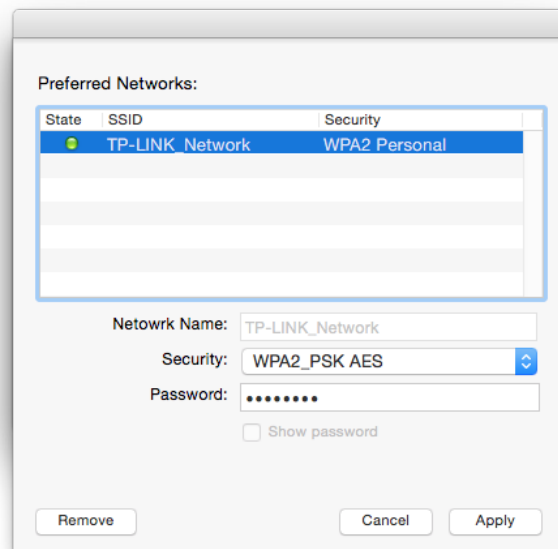 Preferred Networks:
State SSID Security
TP-LINK_Network WPA2 Personal
Netowrk Name: TP-LINK_Network
Security: WPA2_PSK AES
Password: ••••••••
Show password
Remove Cancel Apply